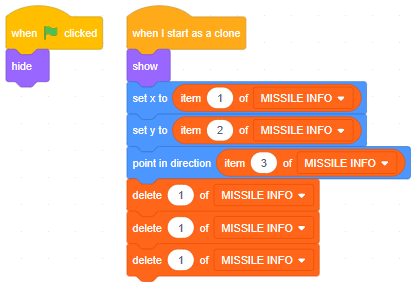 when clicked
hide
when I start as a clone
show
set x to item 1 of MISSILE INFO
set y to item 2 of MISSILE INFO
point in direction item 3 of MISSILE INFO
delete 1 of MISSILE INFO
delete 1 of MISSILE INFO
delete 1 of MISSILE INFO